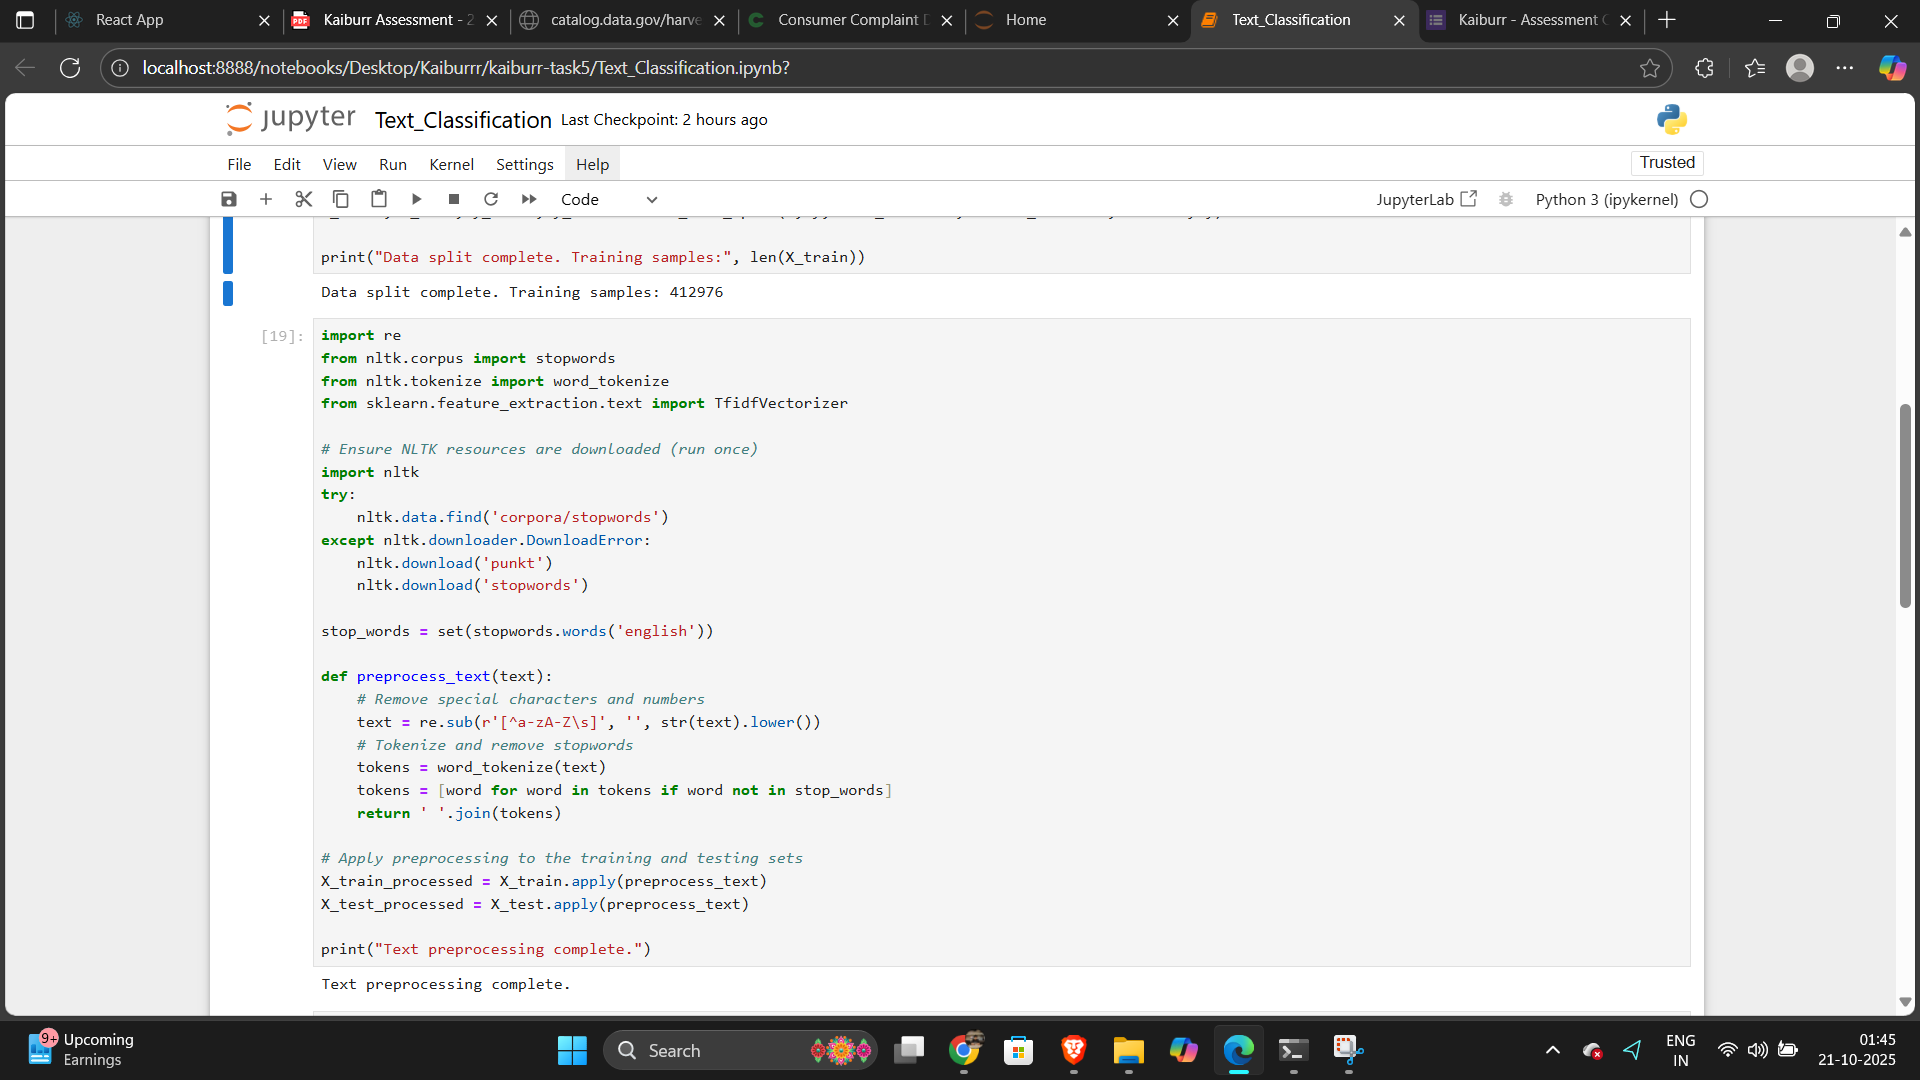 React App
Kaiburr Assessment - 2
catalog.data.gov/harve
Consumer Complaint D
Home
Text_Classification
Kaiburr - Assessment
localhost:8888/notebooks/Desktop/Kaiburrr/kaiburr-task5/Text_Classification.ipynb?
jupyter Text_Classification Last Checkpoint: 2 hours ago
File Edit View Run Kernel Settings Help
Trusted
Code
JupyterLab
Python 3 (ipykernel)
print("Data split complete. Training samples:", len(X_train))
Data split complete. Training samples: 412976
[19]:
import re
from nltk.corpus import stopwords
from nltk.tokenize import word_tokenize
from sklearn.feature_extraction.text import TfidfVectorizer
# Ensure NLTK resources are downloaded (run once)
import nltk
try:
    nltk.data.find('corpora/stopwords')
except nltk.downloader.DownloadError:
    nltk.download('punkt')
    nltk.download('stopwords')
stop_words = set(stopwords.words('english'))
def preprocess_text(text):
    # Remove special characters and numbers
    text = re.sub(r'[^a-zA-Z\s]', '', str(text).lower())
    # Tokenize and remove stopwords
    tokens = word_tokenize(text)
    tokens = [word for word in tokens if word not in stop_words]
    return ' '.join(tokens)
# Apply preprocessing to the training and testing sets
X_train_processed = X_train.apply(preprocess_text)
X_test_processed = X_test.apply(preprocess_text)
print("Text preprocessing complete.")
Text preprocessing complete.
9+
Upcoming
Earnings
Search
ENG
IN
01:45
21-10-2025